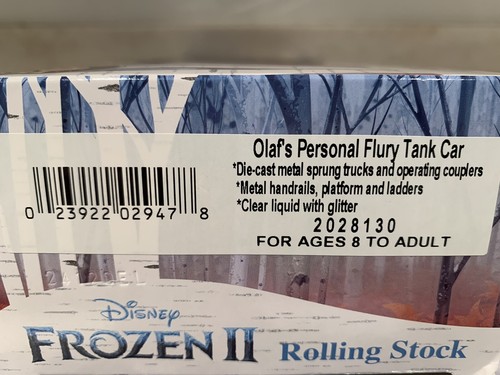 Olaf's Personal Flury Tank Car
*Die-cast metal sprung trucks and operating couplers
*Metal handrails, platform and ladders
*Clear liquid with glitter
2028130
FOR AGES 8 TO ADULT
0 23922 02947 8
Disney
FROZEN II Rolling Stock